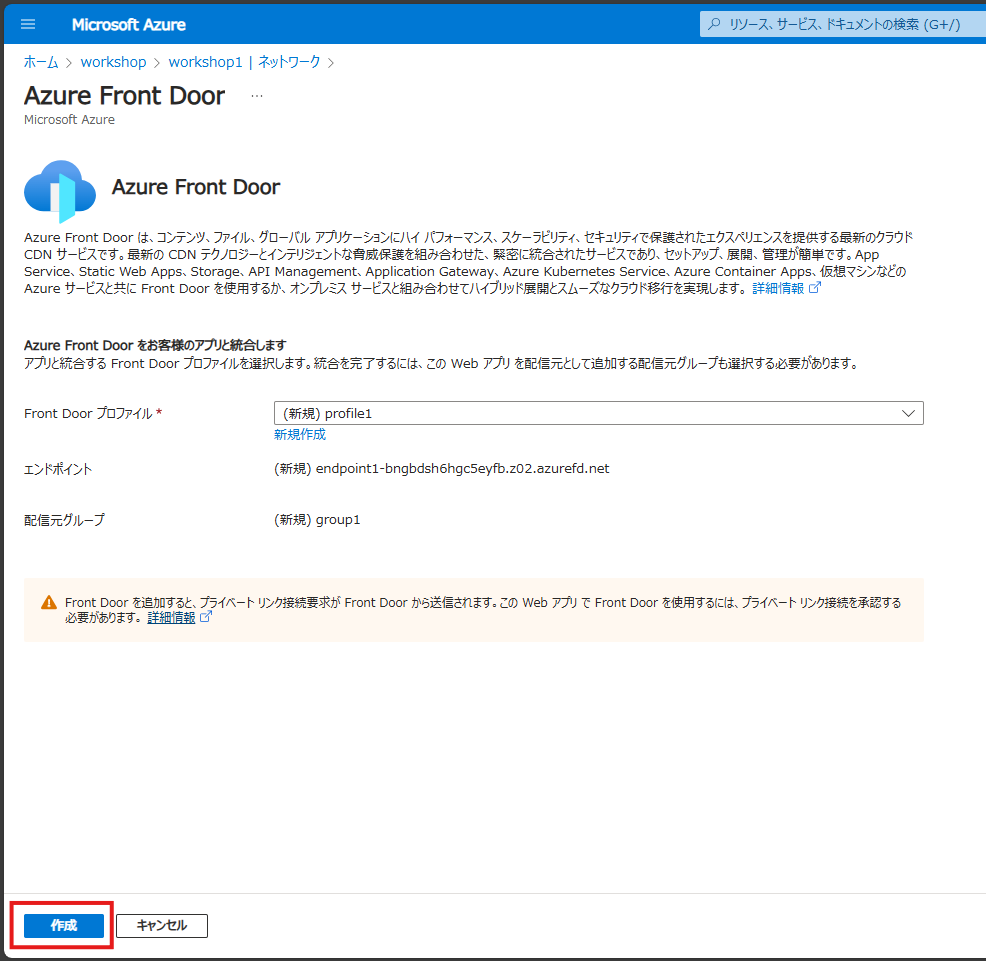 Microsoft Azure
リソース、サービス、ドキュメントの検索 (G+/)
ホーム > workshop > workshop1 | ネットワーク >
Azure Front Door ...
Microsoft Azure
Azure Front Door
Azure Front Door は、コンテンツ、ファイル、グローバル アプリケーションにハイ パフォーマンス、スケーラビリティ、セキュリティで保護されたエクスペリエンスを提供する最新のクラウド
CDN サービスです。最新の CDN テクノロジーとインテリジェントな脅威保護を組み合わせた、緊密に統合されたサービスであり、セットアップ、展開、管理が簡単です。App
Service、Static Web Apps、Storage、API Management、Application Gateway、Azure Kubernetes Service、Azure Container Apps、仮想マシンなどの
Azure サービスと共に Front Door を使用するか、オンプレミス サービスと組み合わせてハイブリッド展開とスムーズなクラウド移行を実現します。 詳細情報
Azure Front Door をお客様のアプリと統合します
アプリと統合する Front Door プロファイルを選択します。統合を完了するには、この Web アプリ を配信元として追加する配信元グループも選択する必要があります。
Front Door プロファイル * (新規) profile1
新規作成
エンドポイント (新規) endpoint1-bngbdsh6hgc5eyfb.z02.azurefd.net
配信元グループ (新規) group1
Front Door を追加すると、プライベート リンク接続要求が Front Door から送信されます。この Web アプリ で Front Door を使用するには、プライベート リンク接続を承認する
必要があります。 詳細情報
作成 キャンセル